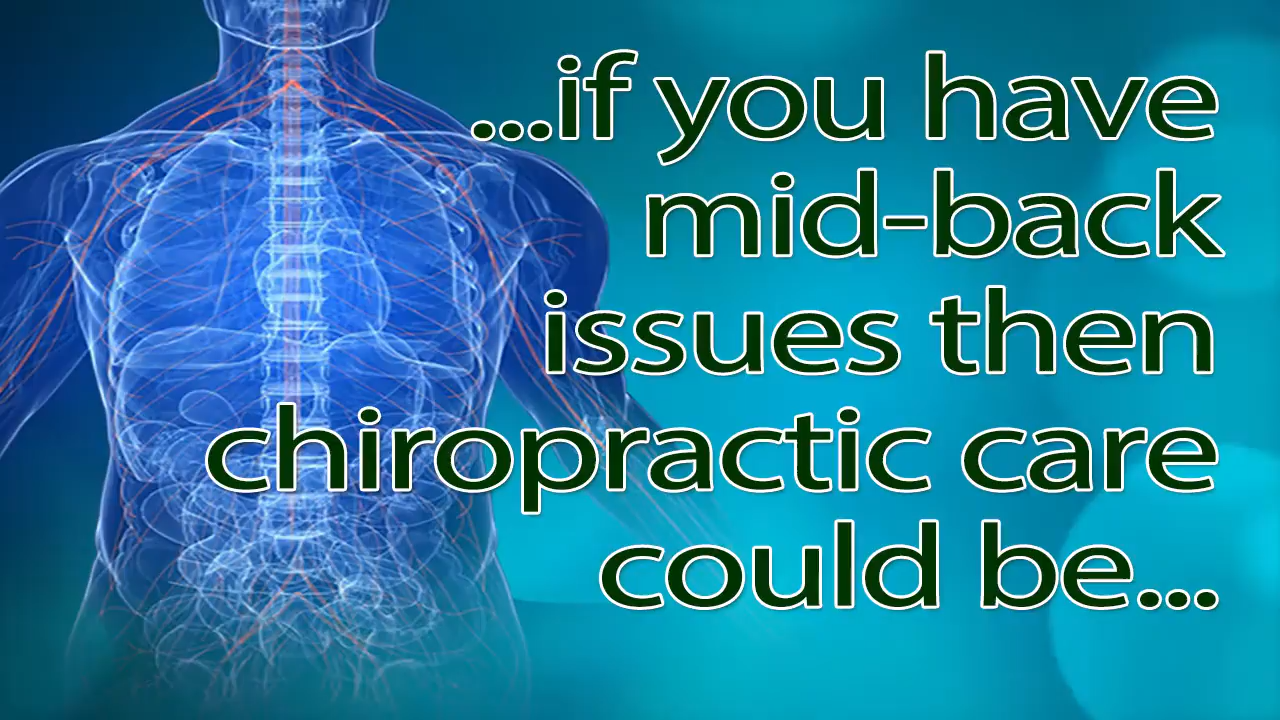 ...if you have
mid-back
issues then
chiropractic care
could be...